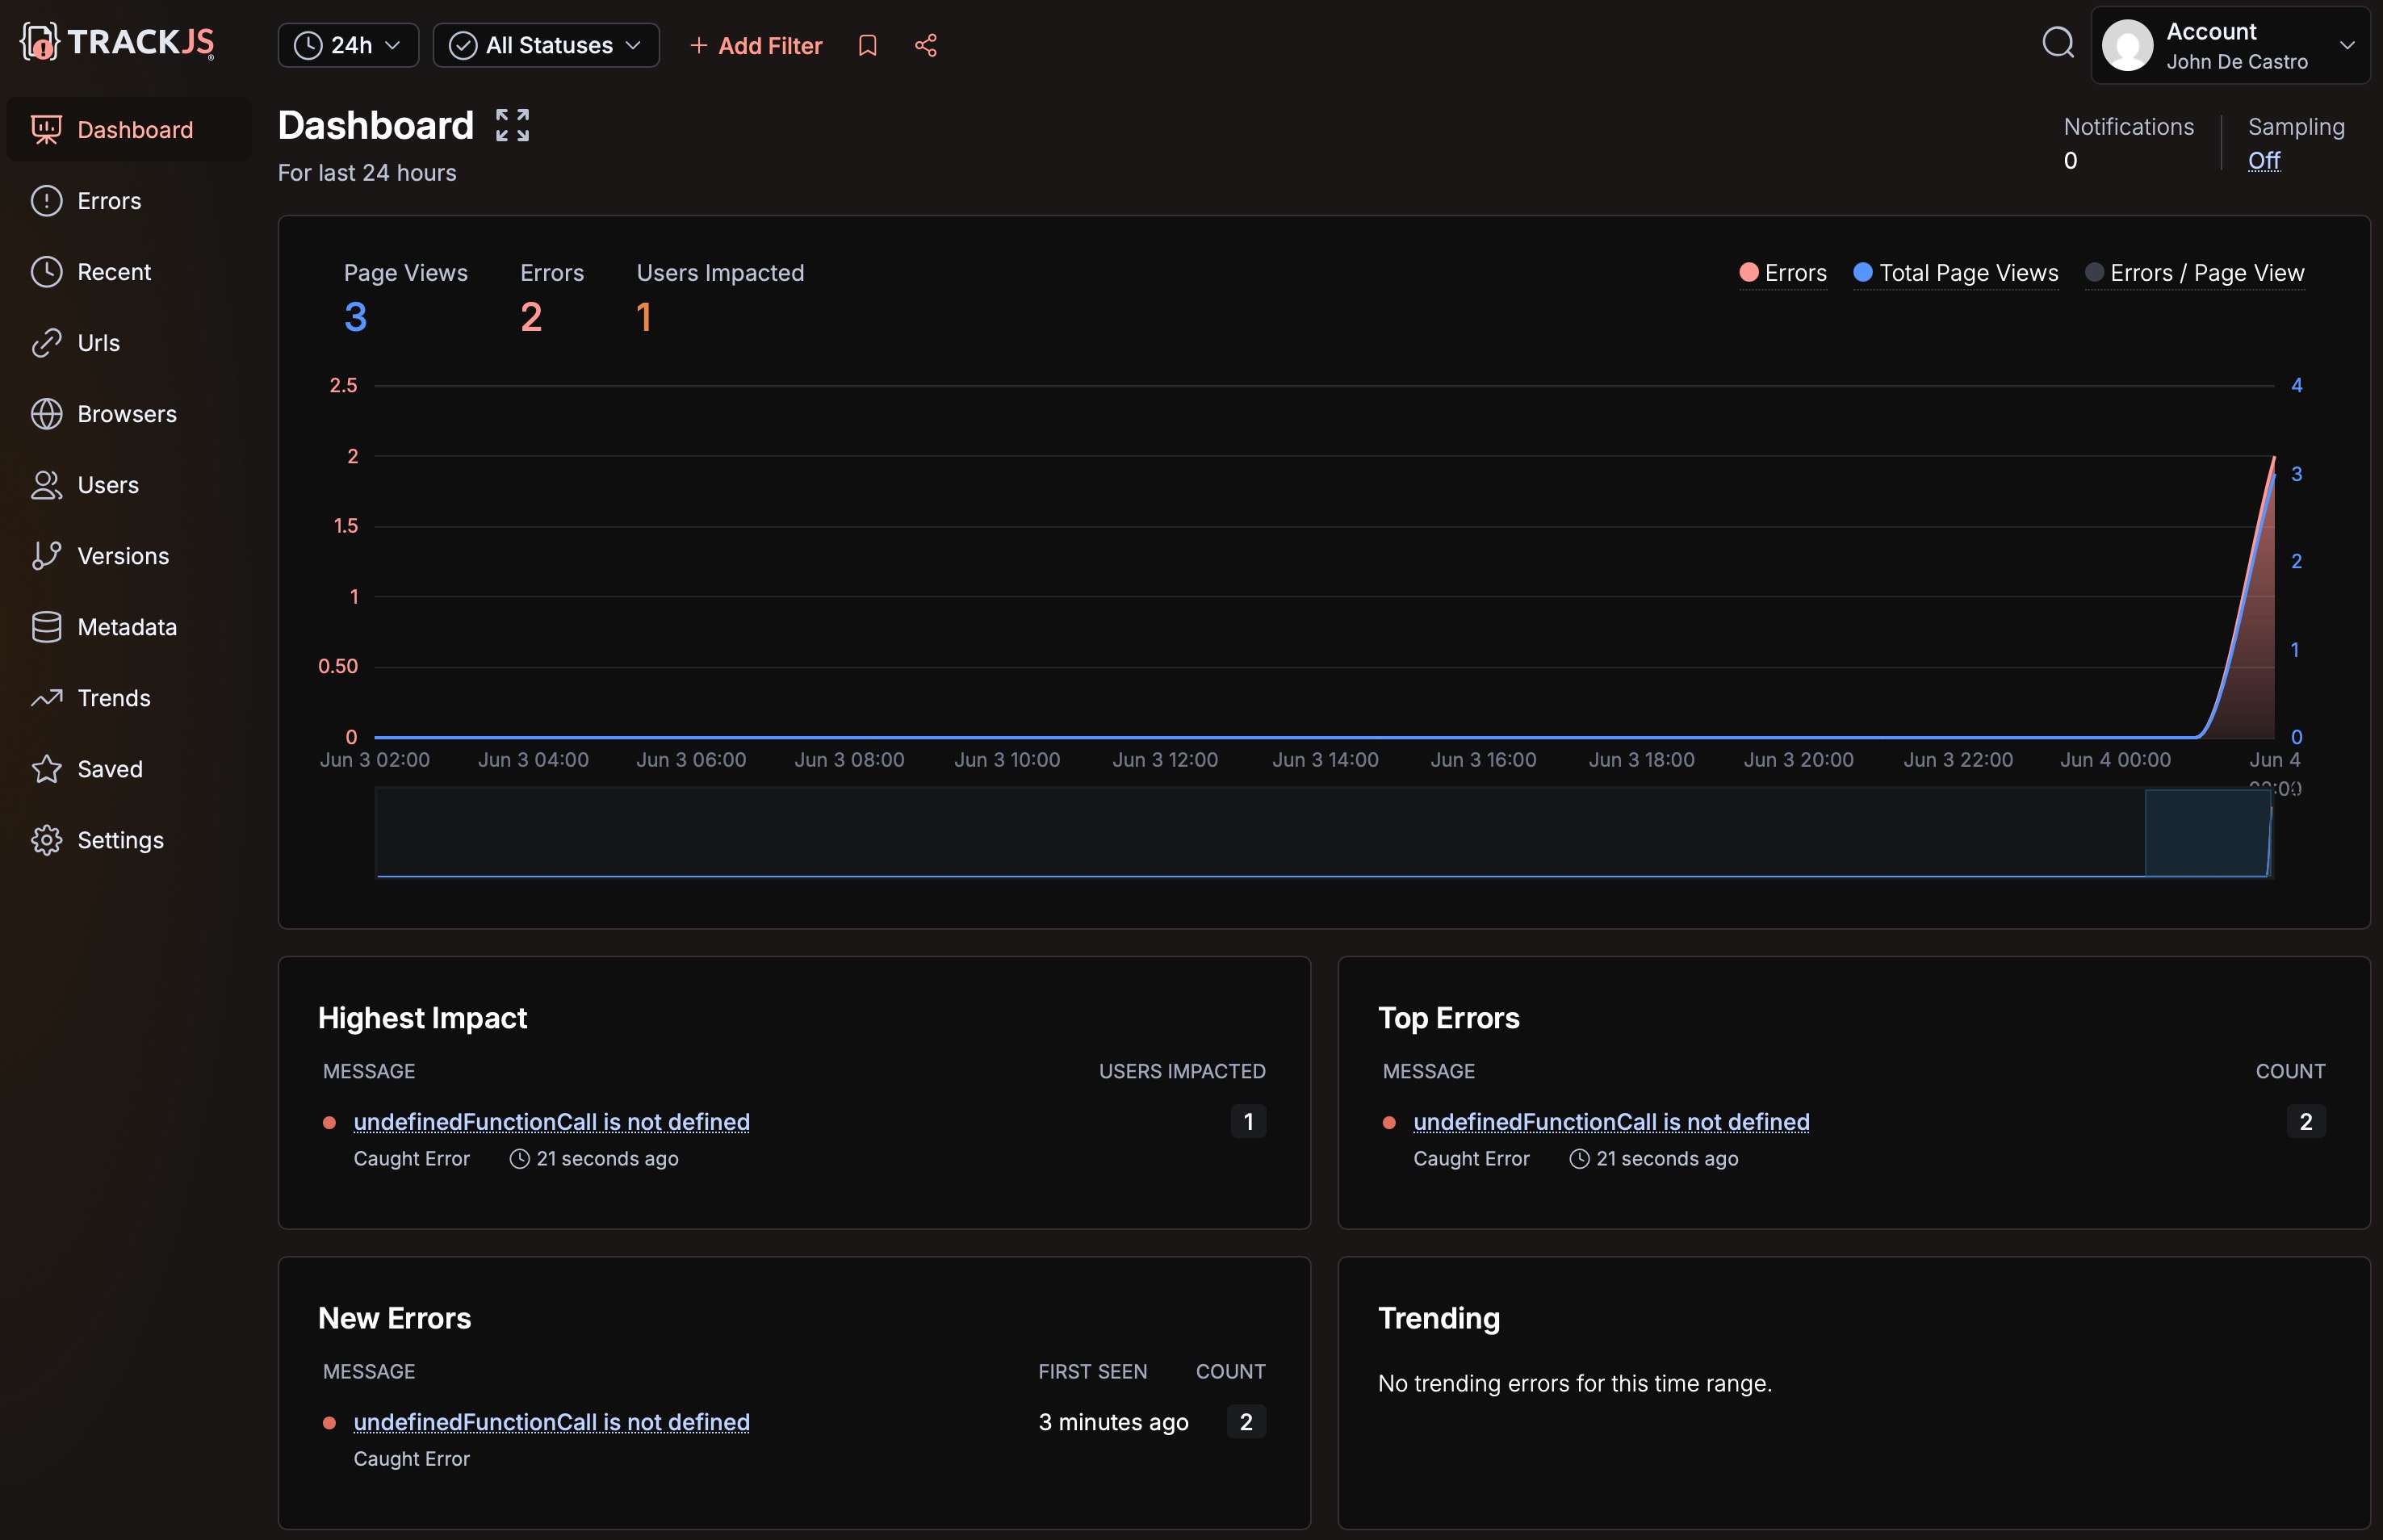 TRACKJS
24h
All Statuses
+ Add Filter
Account
John De Castro
Dashboard
Errors
Recent
Urls
Browsers
Users
Versions
Metadata
Trends
Saved
Settings
Dashboard
For last 24 hours
Notifications
0
Sampling
Off
Page Views
3
Errors
2
Users Impacted
1
Errors
Total Page Views
Errors / Page View
2.5
2
1.5
1
0.50
0
4
3
2
1
0
Jun 3 02:00
Jun 3 04:00
Jun 3 06:00
Jun 3 08:00
Jun 3 10:00
Jun 3 12:00
Jun 3 14:00
Jun 3 16:00
Jun 3 18:00
Jun 3 20:00
Jun 3 22:00
Jun 4 00:00
Jun 4
Highest Impact
MESSAGE USERS IMPACTED
undefinedFunctionCall is not defined 1
Caught Error 21 seconds ago
Top Errors
MESSAGE COUNT
undefinedFunctionCall is not defined 2
Caught Error 21 seconds ago
New Errors
MESSAGE FIRST SEEN COUNT
undefinedFunctionCall is not defined 3 minutes ago 2
Caught Error
Trending
No trending errors for this time range.